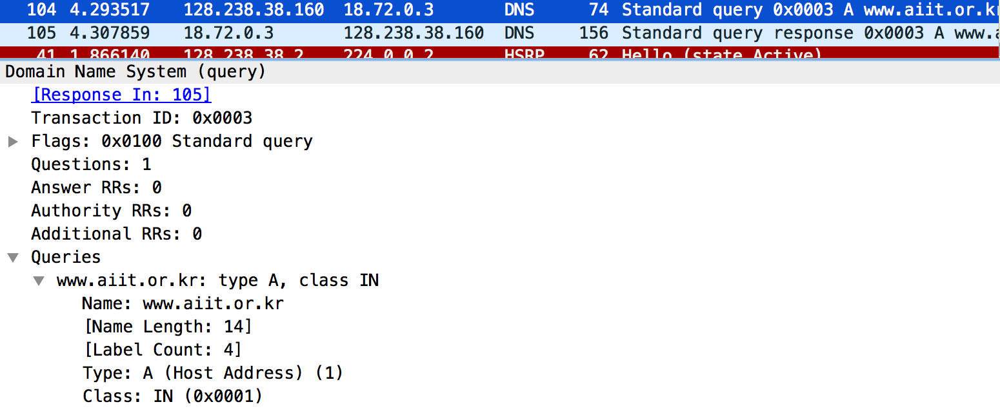 104 4.293517 128.238.38.160 18.72.0.3 DNS 74 Standard query 0x0003 A www.aiit.or.kr
105 4.307859 18.72.0.3 128.238.38.160 DNS 156 Standard query response 0x0003 A www.a
41 1.866140 128.238.38.2 224.0.0.2 HSRP 62 Hello (state Active)
Domain Name System (query)
[Response In: 105]
Transaction ID: 0x0003
Flags: 0x0100 Standard query
Questions: 1
Answer RRs: 0
Authority RRs: 0
Additional RRs: 0
Queries
www.aiit.or.kr: type A, class IN
Name: www.aiit.or.kr
[Name Length: 14]
[Label Count: 4]
Type: A (Host Address) (1)
Class: IN (0x0001)